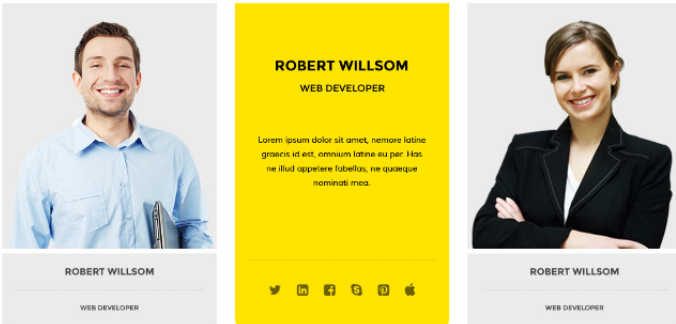 ROBERT WILLSOM
WEB DEVELOPER
ROBERT WILLSOM
WEB DEVELOPER
Lorem ipsum dolor sit amet, nemore latine
graecis id est, omnium latine eu per. Has
ne illud appetere fabellas, ne quaeque
nominati mea.
ROBERT WILLSOM
WEB DEVELOPER